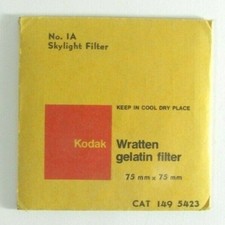 No. 1A
Skylight Filter
KEEP IN COOL DRY PLACE
Kodak
Wratten
gelatin filter
75 mm x 75 mm
CAT 149 5423